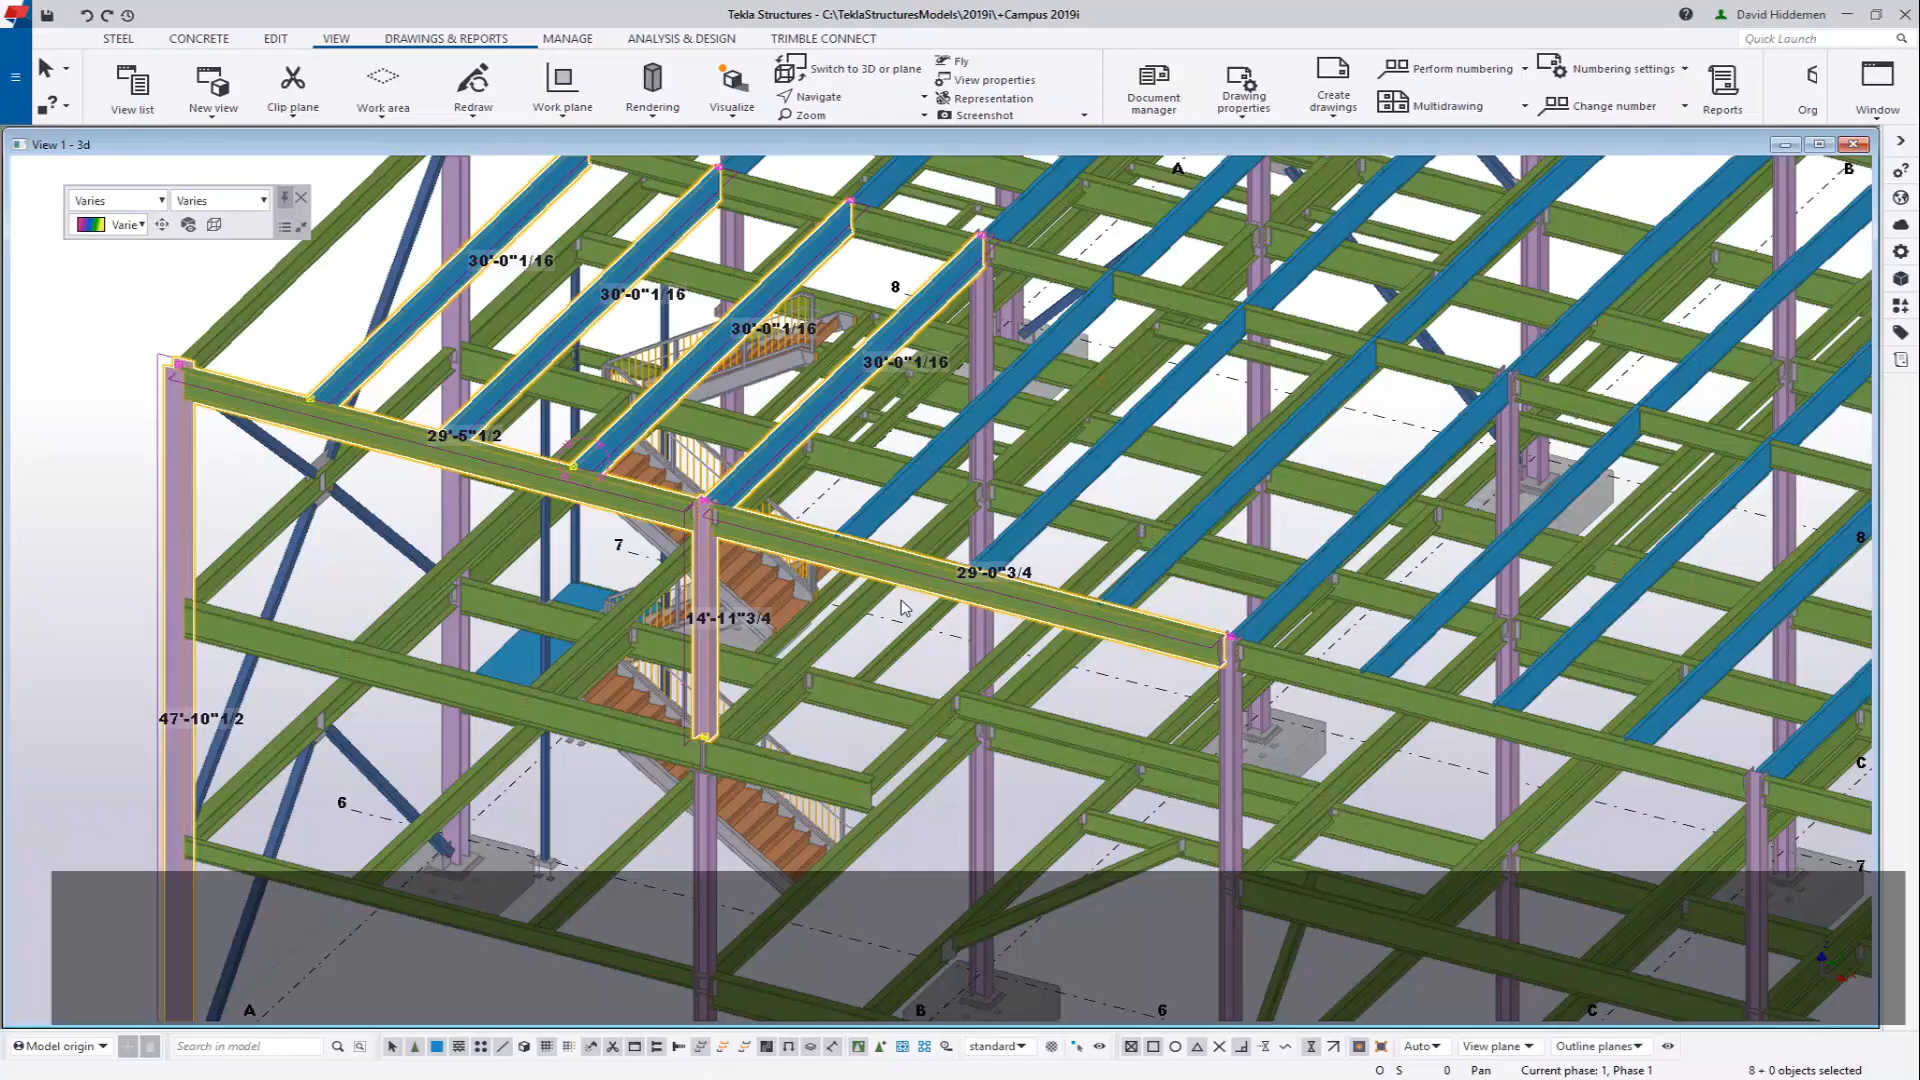 Tekla Structures - C:\TeklaStructuresModels\2019i\+Campus 2019i
David Hiddemen
STEEL CONCRETE EDIT VIEW DRAWINGS & REPORTS MANAGE ANALYSIS & DESIGN TRIMBLE CONNECT
Quick Launch
View list
New view
Clip plane
Work area
Redraw
Work plane
Rendering
Visualize
Switch to 3D or plane
Navigate
Zoom
Fly
View properties
Representation
Screenshot
Document manager
Drawing properties
Create drawings
Perform numbering
Multidrawing
Numbering settings
Change number
Reports
Org
Window
View 1 - 3d
Varies
Varies
Varie
A
B
30'-0"1/16
8
30'-0"1/16
30'-0"1/16
30'-0"1/16
29'-5"1/2
8
7
29'-0"3/4
14'-11"3/4
47'-10"1/2
C
6
7
A
B
6
C
Model origin
Search in model
standard
Auto
View plane
Outline planes
O S 0 Pan Current phase: 1, Phase 1 8 + 0 objects selected